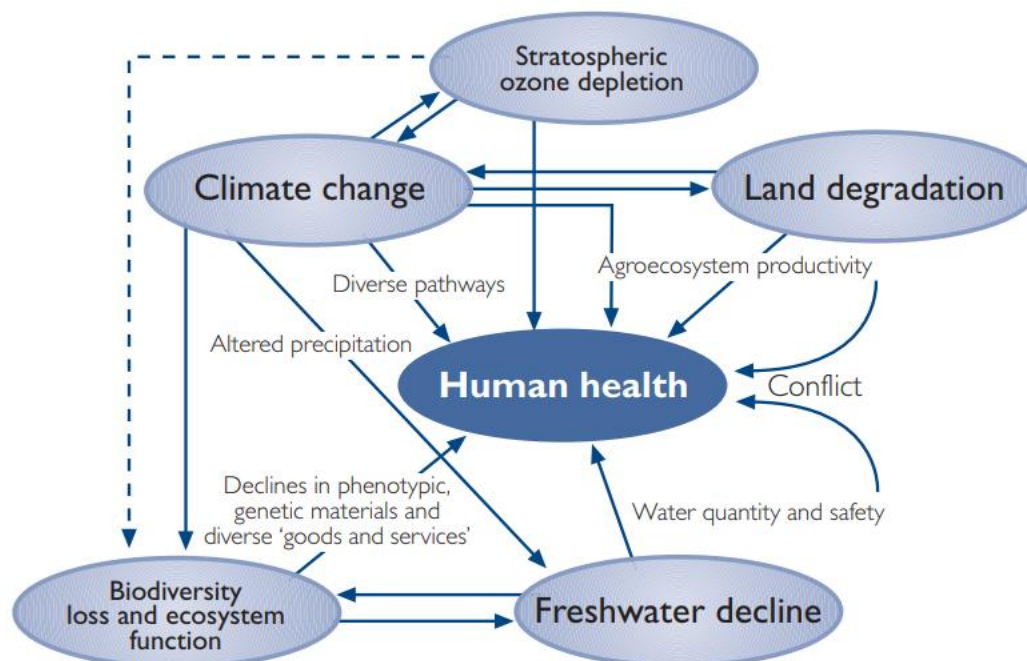 Stratospheric
ozone depletion
Climate change
Land degradation
Diverse pathways
Agroecosystem productivity
Altered precipitation
Human health
Conflict
Declines in phenotypic,
genetic materials and
diverse ‘goods and services’
Water quantity and safety
Biodiversity
loss and ecosystem
function
Freshwater decline